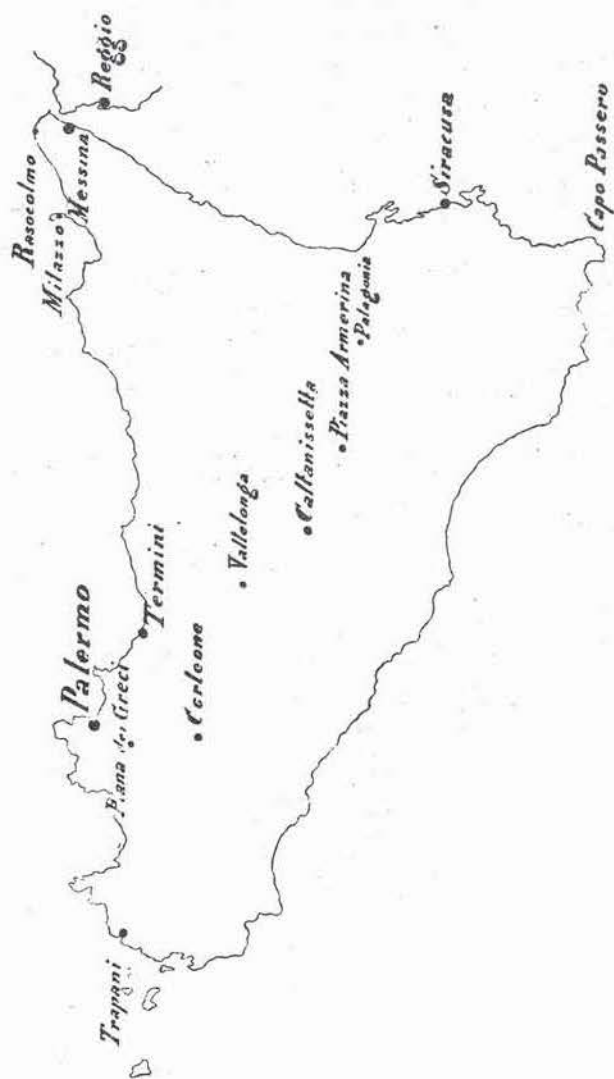 Rasocolmo
Milazzo
Palermo
Messina
Reggio
Trapani
Piana dei Greci
Termini
Corleone
Vallelonga
Caltanissetta
Piazza Armerina
Palagonia
Siracusa
Capo Passero